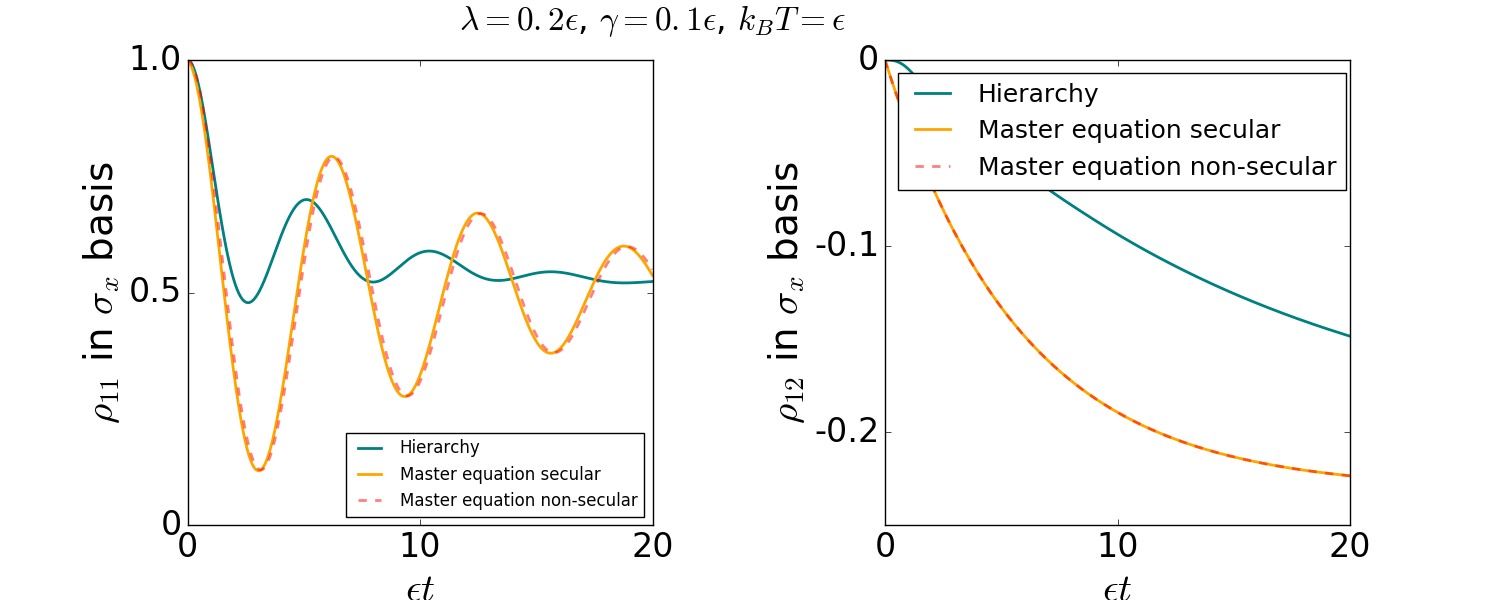 λ = 0.2ϵ, γ = 0.1ϵ, k_BT = ϵ
1.0
0.5
0
0
10
20
ρ₁₁ in σₓ basis
ϵt
Hierarchy
Master equation secular
Master equation non-secular
0
-0.1
-0.2
0
10
20
ρ₁₂ in σₓ basis
ϵt
Hierarchy
Master equation secular
Master equation non-secular